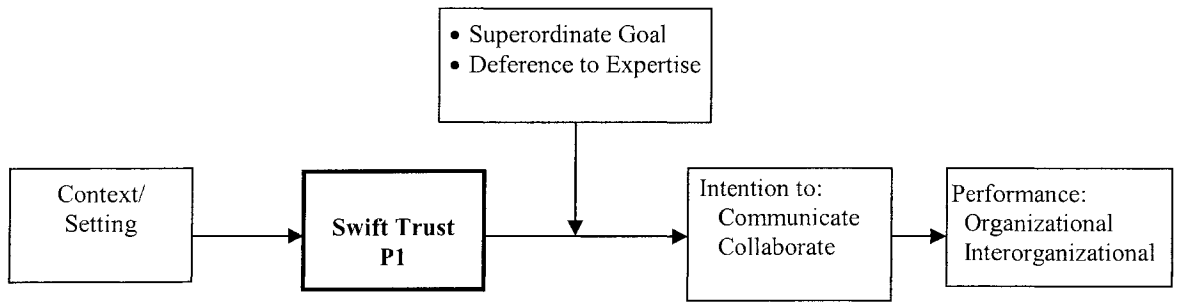 • Superordinate Goal
• Deference to Expertise
Context/
Setting
Swift Trust
P1
Intention to:
Communicate
Collaborate
Performance:
Organizational
Interorganizational